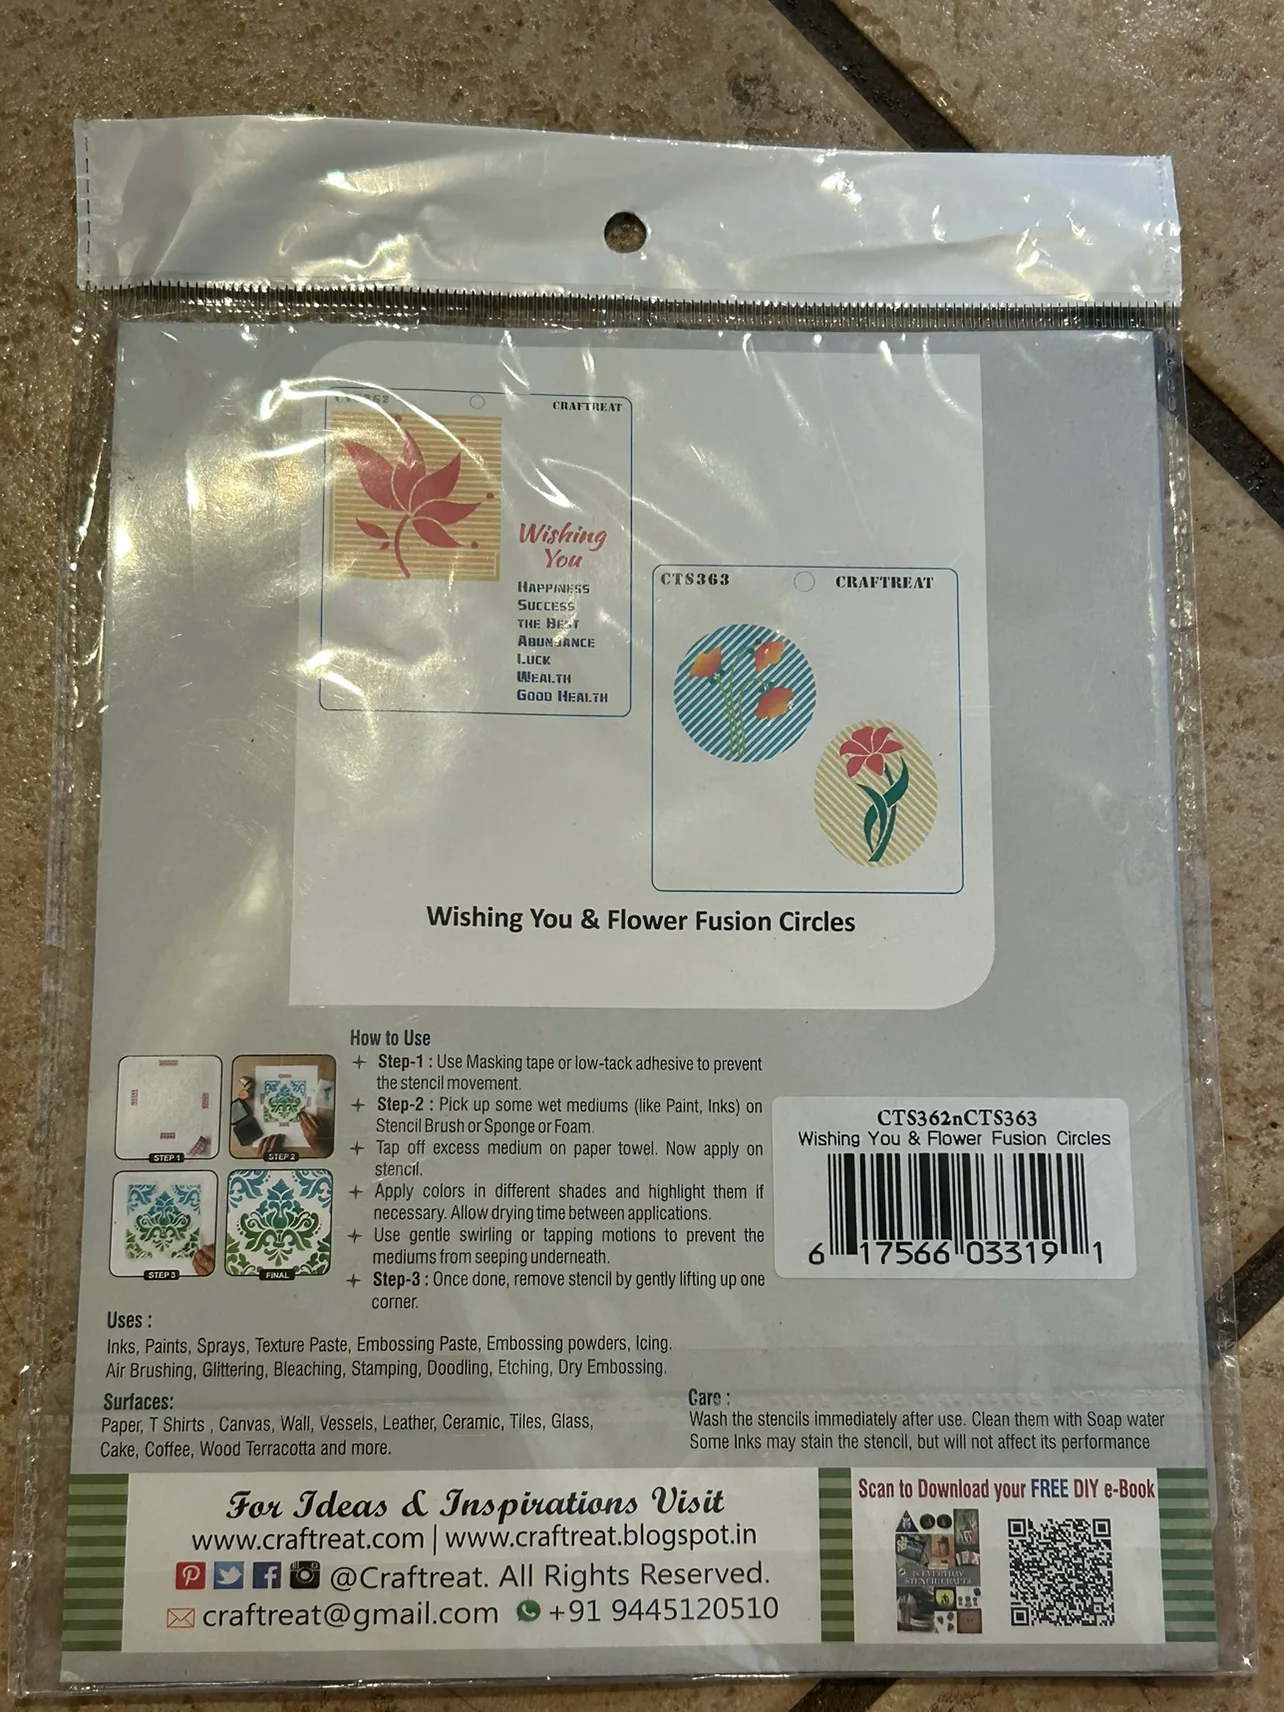 CTS362 CRAFTREAT
Wishing
You
HAPPINESS
SUCCESS
THE BEST
ABUNDANCE
LUCK
WEALTH
GOOD HEALTH
CTS363 CRAFTREAT
Wishing You & Flower Fusion Circles
How to Use
Step-1 : Use Masking tape or low-tack adhesive to prevent
the stencil movement.
Step-2 : Pick up some wet mediums (like Paint, Inks) on
Stencil Brush or Sponge or Foam.
Tap off excess medium on paper towel. Now apply on
stencil.
Apply colors in different shades and highlight them if
necessary. Allow drying time between applications.
Use gentle swirling or tapping motions to prevent the
mediums from seeping underneath.
Step-3 : Once done, remove stencil by gently lifting up one
corner.
STEP 1
STEP 2
STEP 3
FINAL
CTS362nCTS363
Wishing You & Flower Fusion Circles
6 17566 03319 1
Uses :
Inks, Paints, Sprays, Texture Paste, Embossing Paste, Embossing powders, Icing.
Air Brushing, Glittering, Bleaching, Stamping, Doodling, Etching, Dry Embossing.
Surfaces:
Paper, T Shirts , Canvas, Wall, Vessels, Leather, Ceramic, Tiles, Glass,
Cake, Coffee, Wood Terracotta and more.
Care :
Wash the stencils immediately after use. Clean them with Soap water
Some Inks may stain the stencil, but will not affect its performance
For Ideas & Inspirations Visit
www.craftreat.com | www.craftreat.blogspot.in
@Craftreat. All Rights Reserved.
craftreat@gmail.com +91 9445120510
Scan to Download your FREE DIY e-Book
15 EVERYDAY
STENCIL CRAFTS